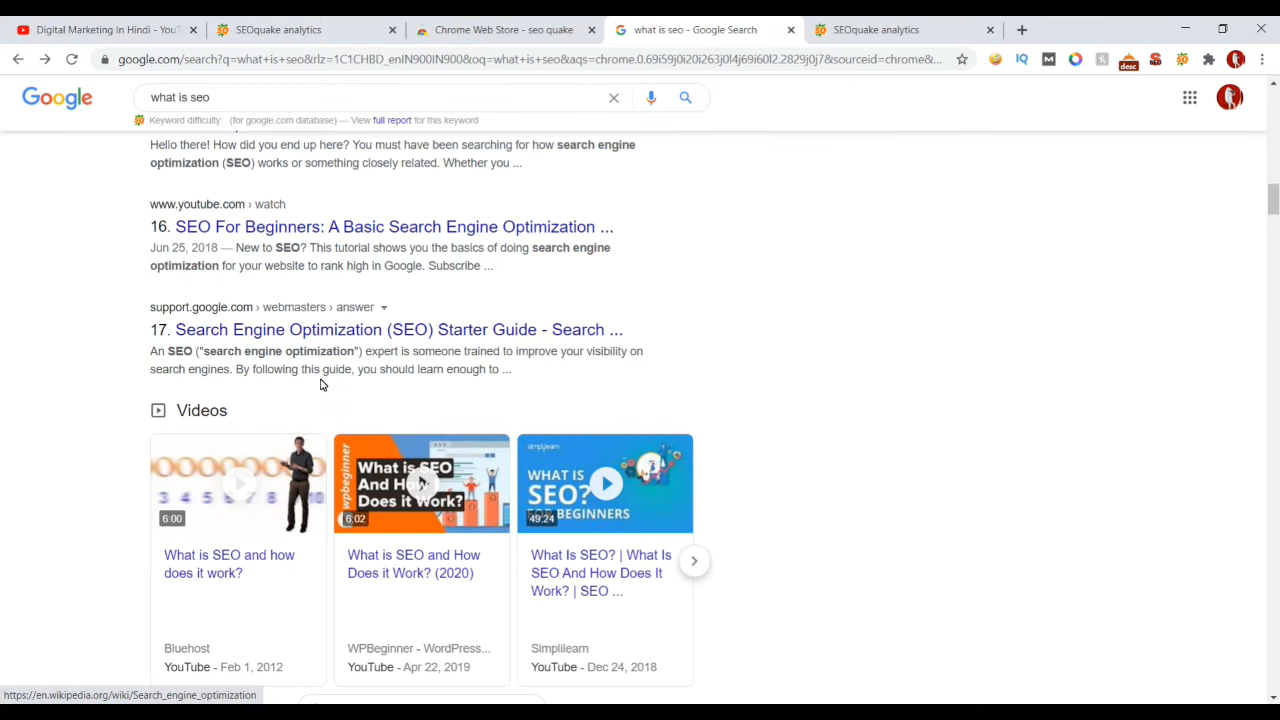 Digital Marketing In Hindi - YouT
SEOquake analytics
Chrome Web Store - seo quake
what is seo - Google Search
SEOquake analytics
google.com/search?q=what+is+seo&rlz=1C1CHBD_enIN909IN909&oq=what+is+seo&aqs=chrome.0.69i59j0i20i263j0l4j69i60l2.2829j0j7&sourceid=chrome&...
desc
Google
what is seo
Keyword difficulty: (for google.com database) — View full report for this keyword
Hello there! How did you end up here? You must have been searching for how search engine
optimization (SEO) works or something closely related. Whether you ...
www.youtube.com › watch
16. SEO For Beginners: A Basic Search Engine Optimization ...
Jun 25, 2018 — New to SEO? This tutorial shows you the basics of doing search engine
optimization for your website to rank high in Google. Subscribe ...
support.google.com › webmasters › answer
17. Search Engine Optimization (SEO) Starter Guide - Search ...
An SEO ("search engine optimization") expert is someone trained to improve your visibility on
search engines. By following this guide, you should learn enough to ...
Videos
6:00
wpbeginner
What is SEO
And How
Does it Work?
6:02
simplilearn
WHAT IS
SEO?
BEGINNERS
49:24
What is SEO and how
does it work?
Bluehost
YouTube - Feb 1, 2012
What is SEO and How
Does it Work? (2020)
WPBeginner - WordPress...
YouTube - Apr 22, 2019
What Is SEO? | What Is
SEO And How Does It
Work? | SEO ...
Simplilearn
YouTube - Dec 24, 2018
https://en.wikipedia.org/wiki/Search_engine_optimization